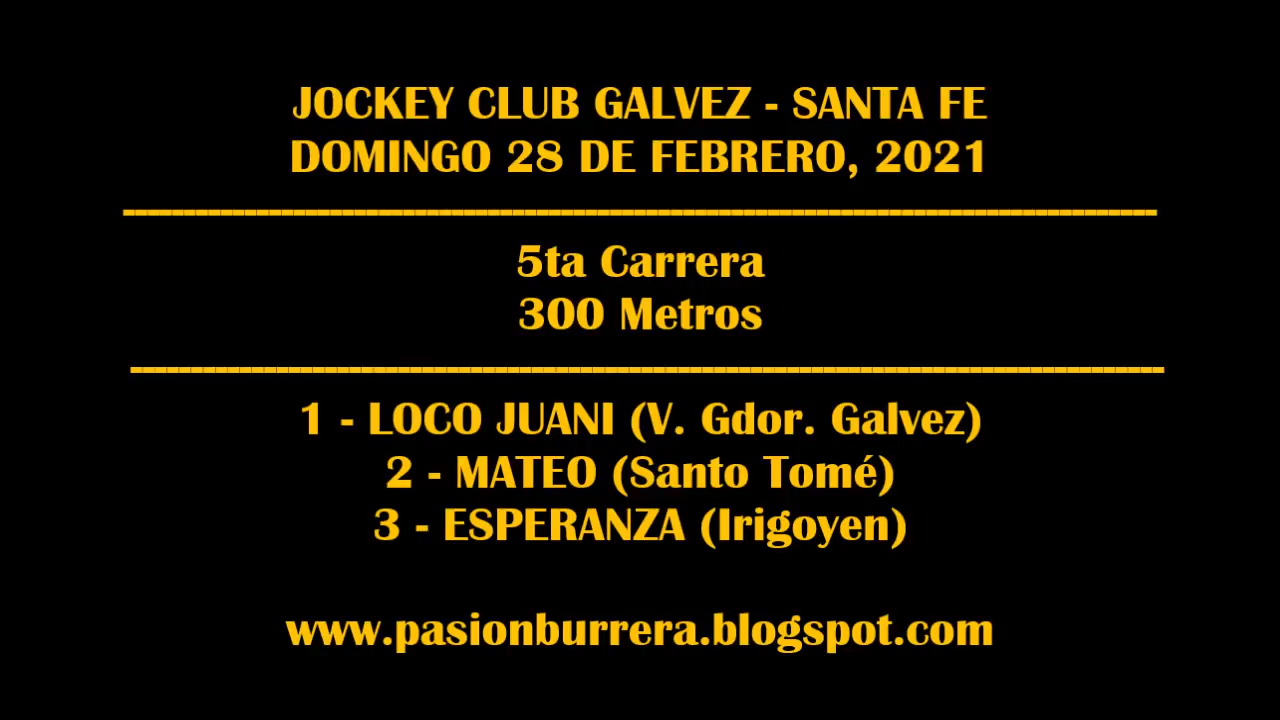 JOCKEY CLUB GALVEZ - SANTA FE
DOMINGO 28 DE FEBRERO, 2021
5ta Carrera
300 Metros
1 - LOCO JUANI (V. Gdor. Galvez)
2 - MATEO (Santo Tomé)
3 - ESPERANZA (Irigoyen)
www.pasionburrera.blogspot.com